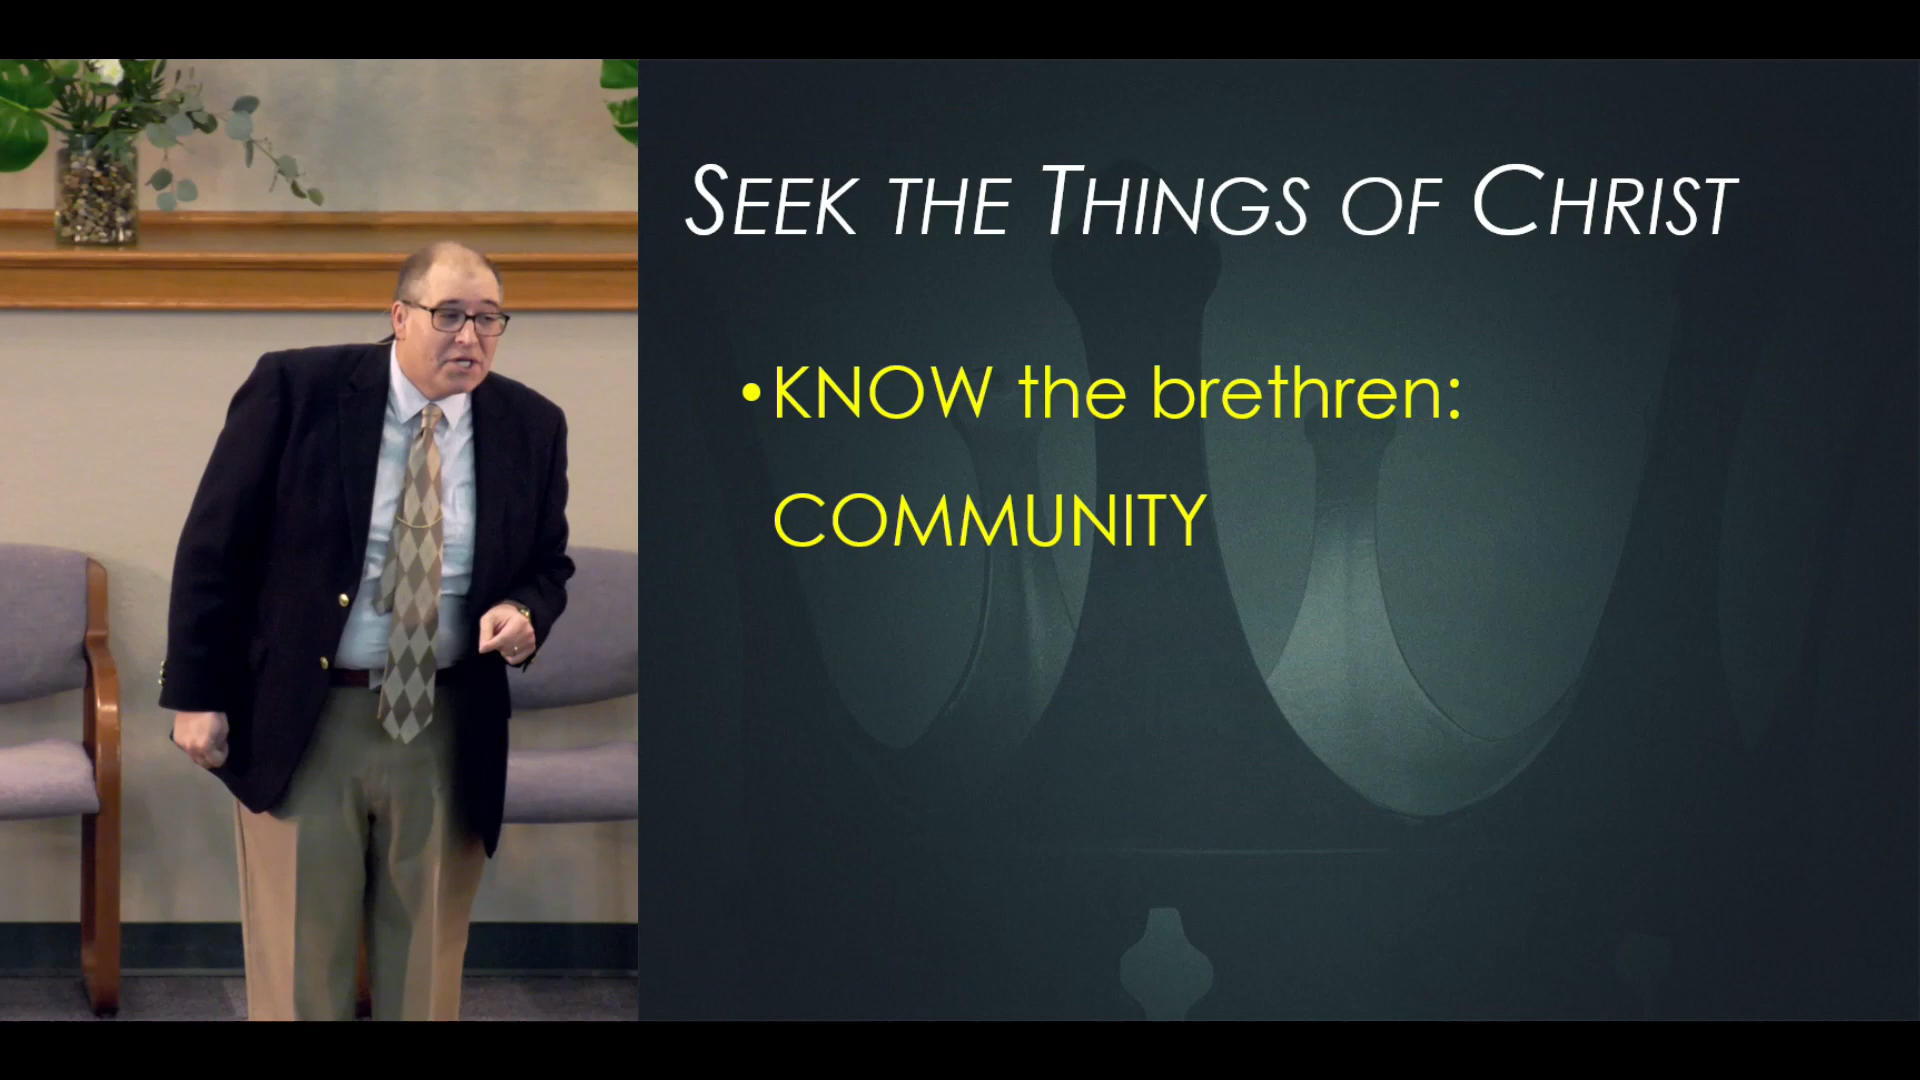 SEEK THE THINGS OF CHRIST
•KNOW the brethren:
COMMUNITY